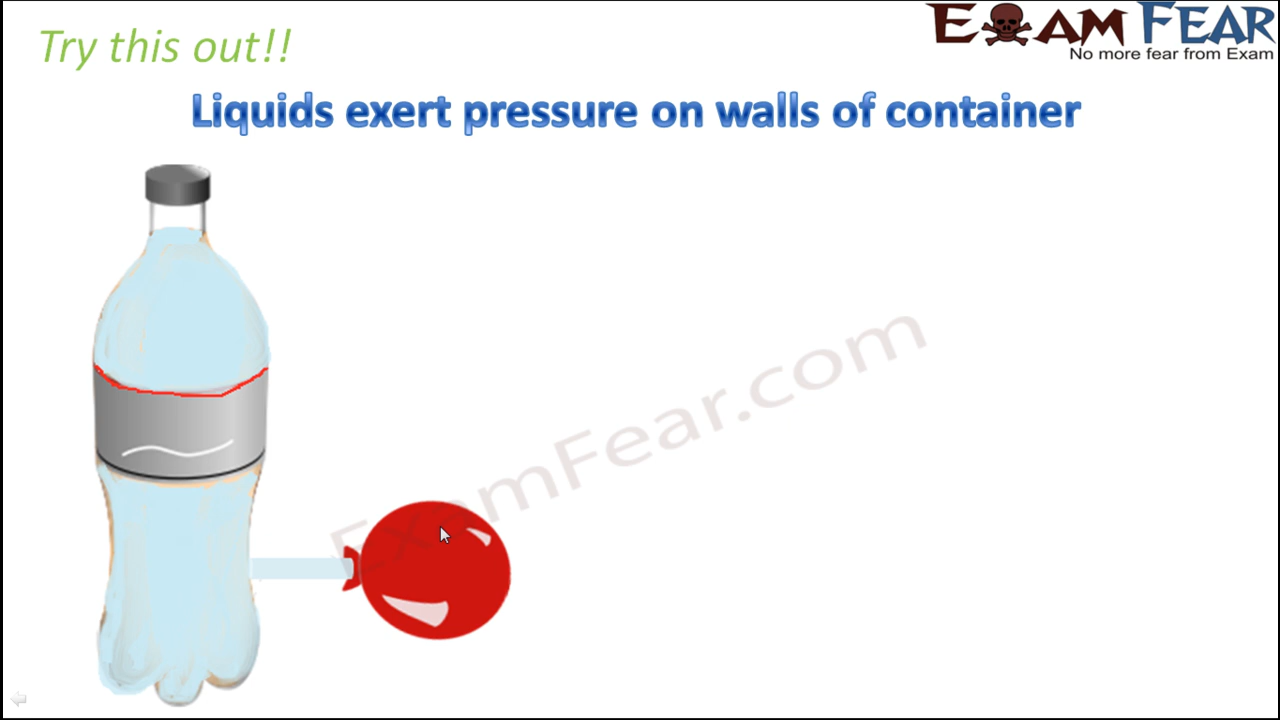 Try this out!!
EXAM FEAR
No more fear from Exam
Liquids exert pressure on walls of container
ExamFear.com